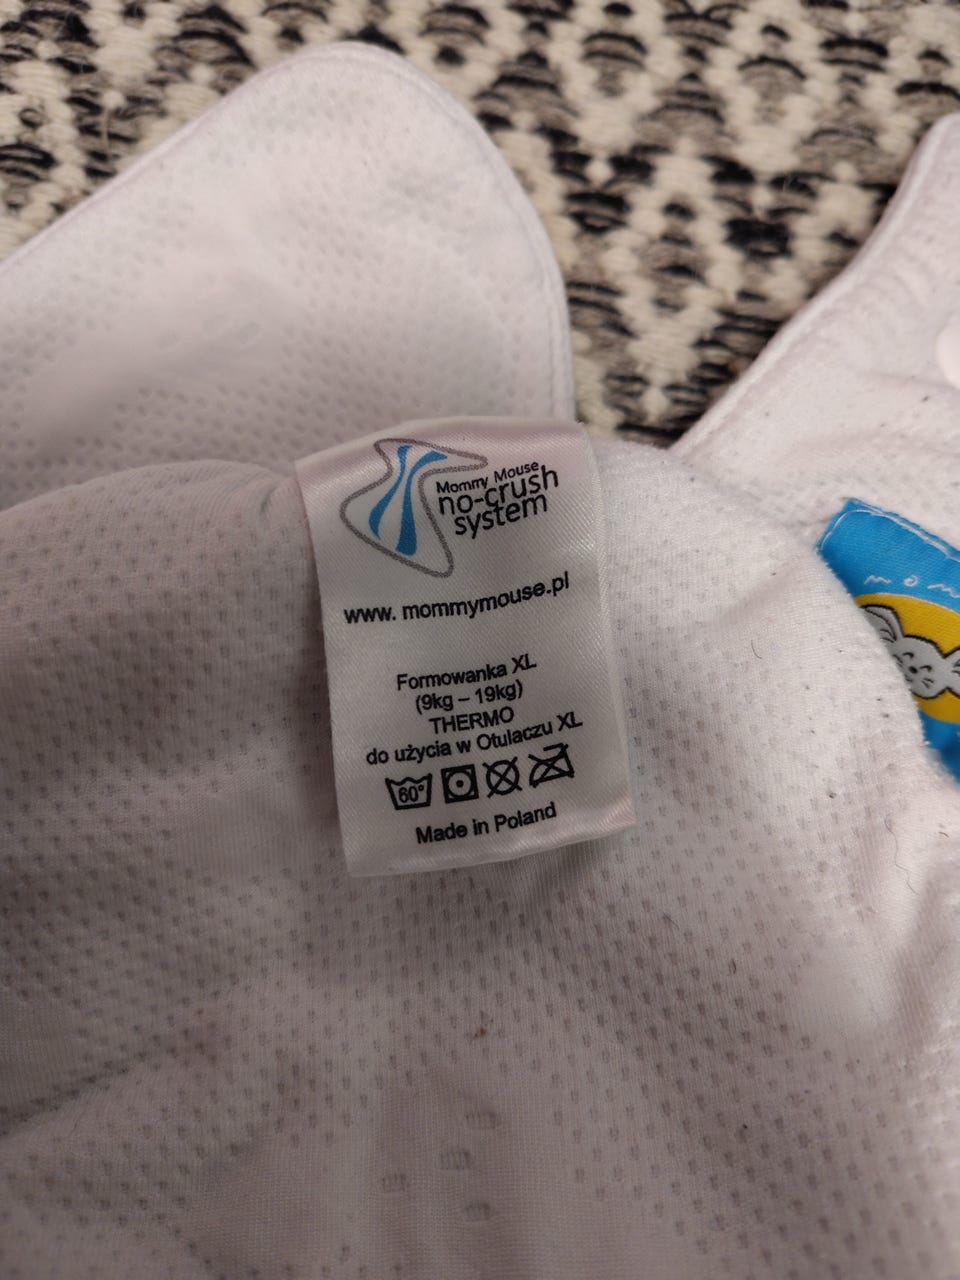 Mommy Mouse
no-crush
system
www. mommymouse.pl
Formowanka XL
(9kg – 19kg)
THERMO
do użycia w Otulaczu XL
60°
Made in Poland